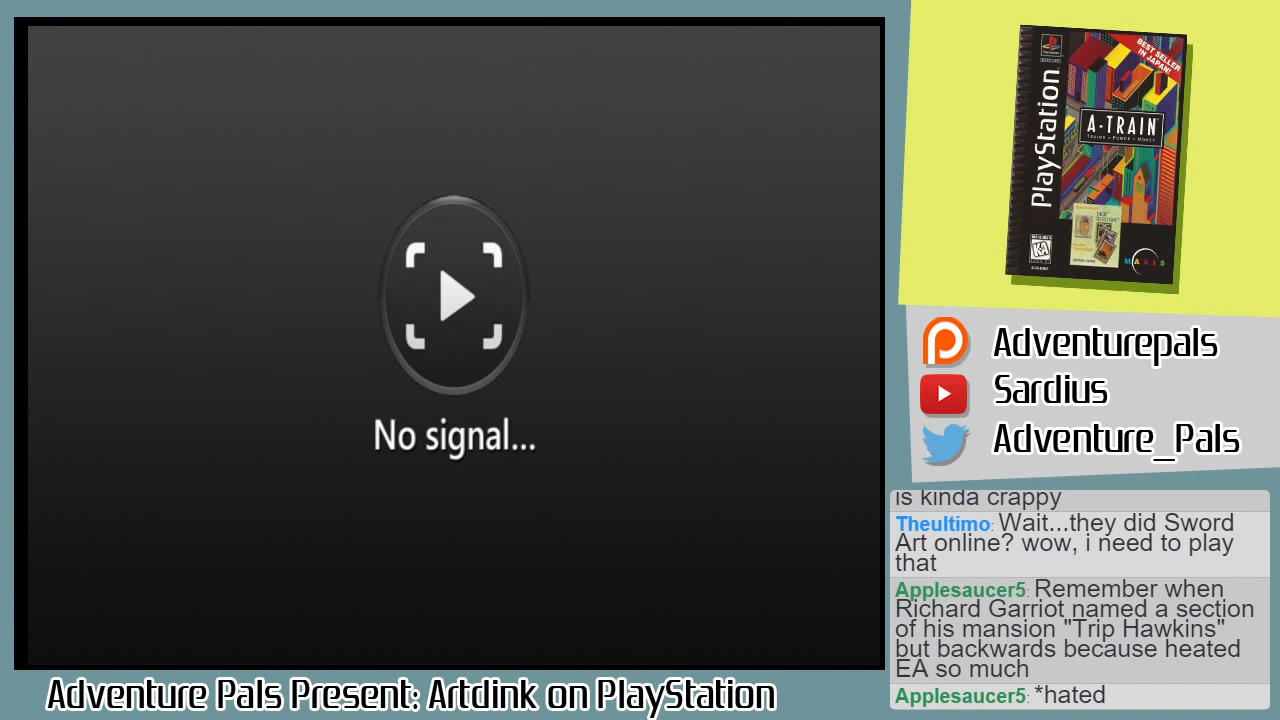 No signal...
BEST SELLER
IN JAPAN!
PlayStation
A·TRAIN
TRAINS • POWER • MONEY
K-A
MAXIS
Adventurepals
Sardius
Adventure_Pals
is kinda crappy
Theultimo: Wait...they did Sword
Art online? wow, i need to play
that
Applesaucer5: Remember when
Richard Garriot named a section
of his mansion "Trip Hawkins"
but backwards because heated
EA so much
Applesaucer5: *hated
Adventure Pals Present: Artdink on PlayStation